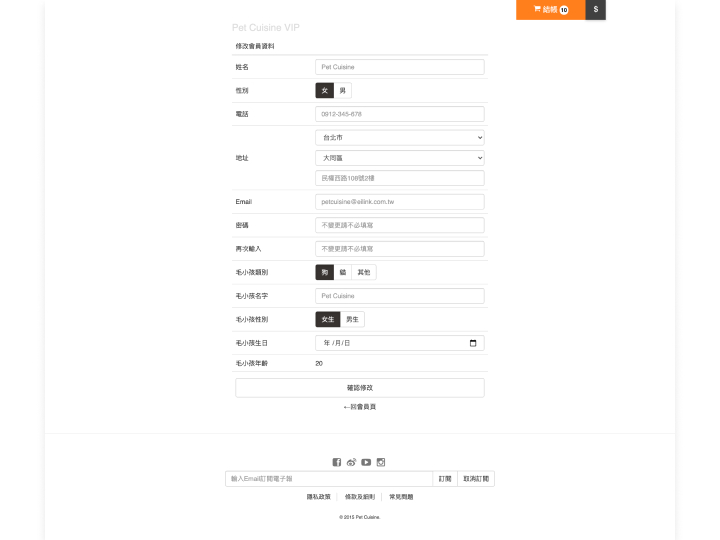 結帳 10 $
Pet Cuisine VIP
修改會員資料
姓名 Pet Cuisine
性別 女 男
電話 0912-345-678
台北市
地址 大同區
民權西路108號2樓
Email petcuisine@eilink.com.tw
密碼 不變更請不必填寫
再次輸入 不變更請不必填寫
毛小孩類別 狗 貓 其他
毛小孩名字 Pet Cuisine
毛小孩性別 女生 男生
毛小孩生日 年 /月/日
毛小孩年齡 20
確認修改
←回會員頁
輸入Email訂閱電子報 訂閱 取消訂閱
隱私政策 條款及細則 常見問題
© 2015 Pet Cuisine.